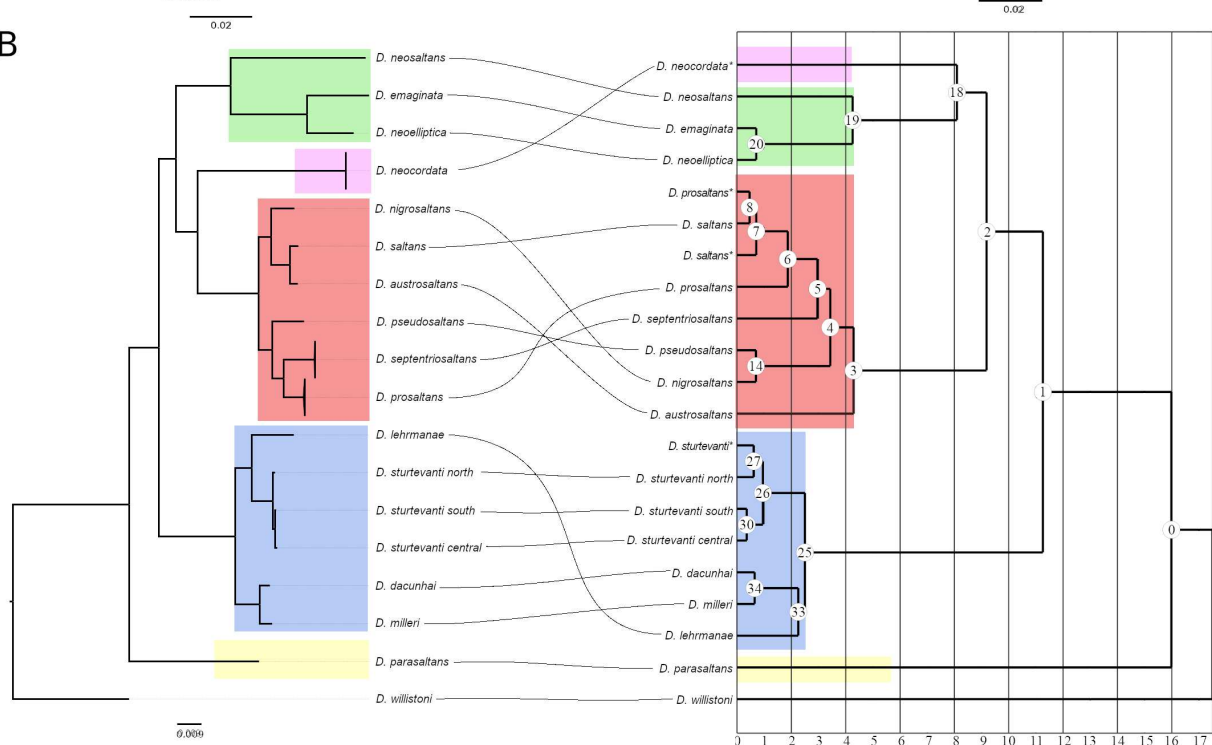 0.02
0.02
B
D. neosaltans
D. emaginata
D. neoelliptica
D. neocordata
D. nigrosaltans
D. saltans
D. austrosaltans
D. pseudosaltans
D. septentriosaltans
D. prosaltans
D. lehrmanae
D. sturtevanti north
D. sturtevanti south
D. sturtevanti central
D. dacunhai
D. milleri
D. parasaltans
D. willistoni
0.009
D. neocordata*
D. neosaltans
D. emaginata
D. neoelliptica
D. prosaltans*
D. saltans
D. saltans*
D. prosaltans
D. septentriosaltans
D. pseudosaltans
D. nigrosaltans
D. austrosaltans
D. sturtevanti*
D. sturtevanti north
D. sturtevanti south
D. sturtevanti central
D. dacunhai
D. milleri
D. lehrmanae
D. parasaltans
D. willistoni
18
19
20
8
7
2
6
5
4
14
3
1
27
26
30
0
25
34
33
0 1 2 3 4 5 6 7 8 9 10 11 12 13 14 15 16 17